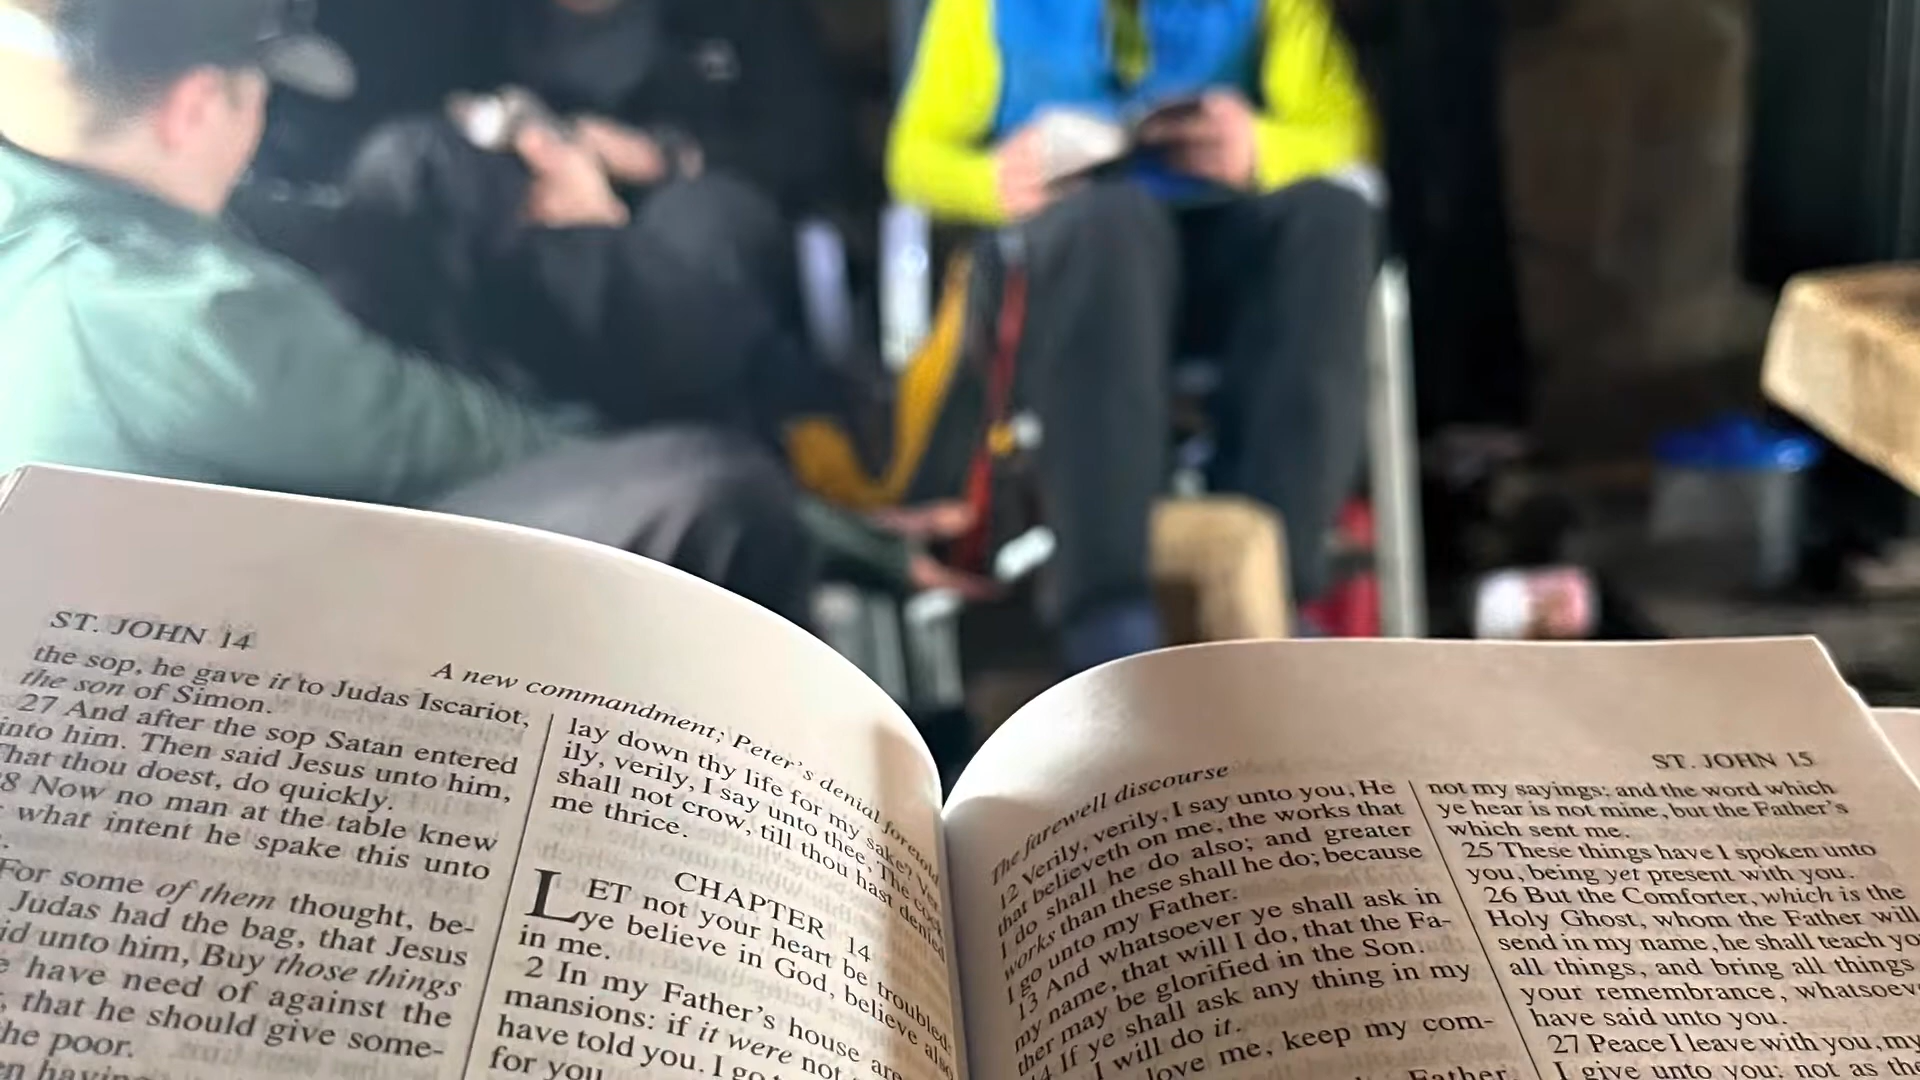 ST. JOHN 14
A new commandment; Peter's denial foretold
the sop, he gave it to Judas Iscariot,
the son of Simon.
27 And after the sop Satan entered
into him. Then said Jesus unto him,
That thou doest, do quickly.
28 Now no man at the table knew
what intent he spake this unto
For some of them thought, be-
Judas had the bag, that Jesus
unto him, Buy those things
have need of against the
that he should give some-
the poor.
having
lay down thy life for my sake? Ver-
ily, verily, I say unto thee, The cock
shall not crow, till thou hast denied
me thrice.
CHAPTER 14
LET not your heart be troubled:
ye believe in God, believe also
in me.
2 In my Father's house are
mansions: if it were not
have told you. I go
for you.
The farewell discourse
ST. JOHN 15
12 Verily, verily, I say unto you, He
that believeth on me, the works that
I do shall he do also; and greater
works than these shall he do; because
I go unto my Father.
13 And whatsoever ye shall ask in
my name, that will I do, that the Fa-
ther may be glorified in the Son.
14 If ye shall ask any thing in my
I will do it.
love me, keep my com-
Father,
not my sayings: and the word which
ye hear is not mine, but the Father's
which sent me.
25 These things have I spoken unto
you, being yet present with you.
26 But the Comforter, which is the
Holy Ghost, whom the Father will
send in my name, he shall teach you
all things, and bring all things
your remembrance, whatsoever
have said unto you.
27 Peace I leave with you, my
I give unto you: not as the